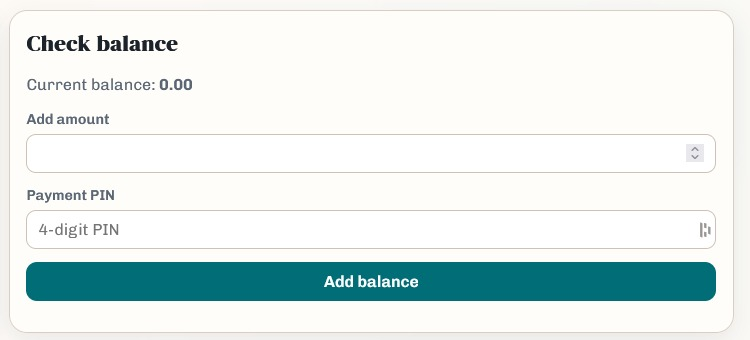 Check balance
Current balance: 0.00
Add amount
Payment PIN
4-digit PIN
Add balance